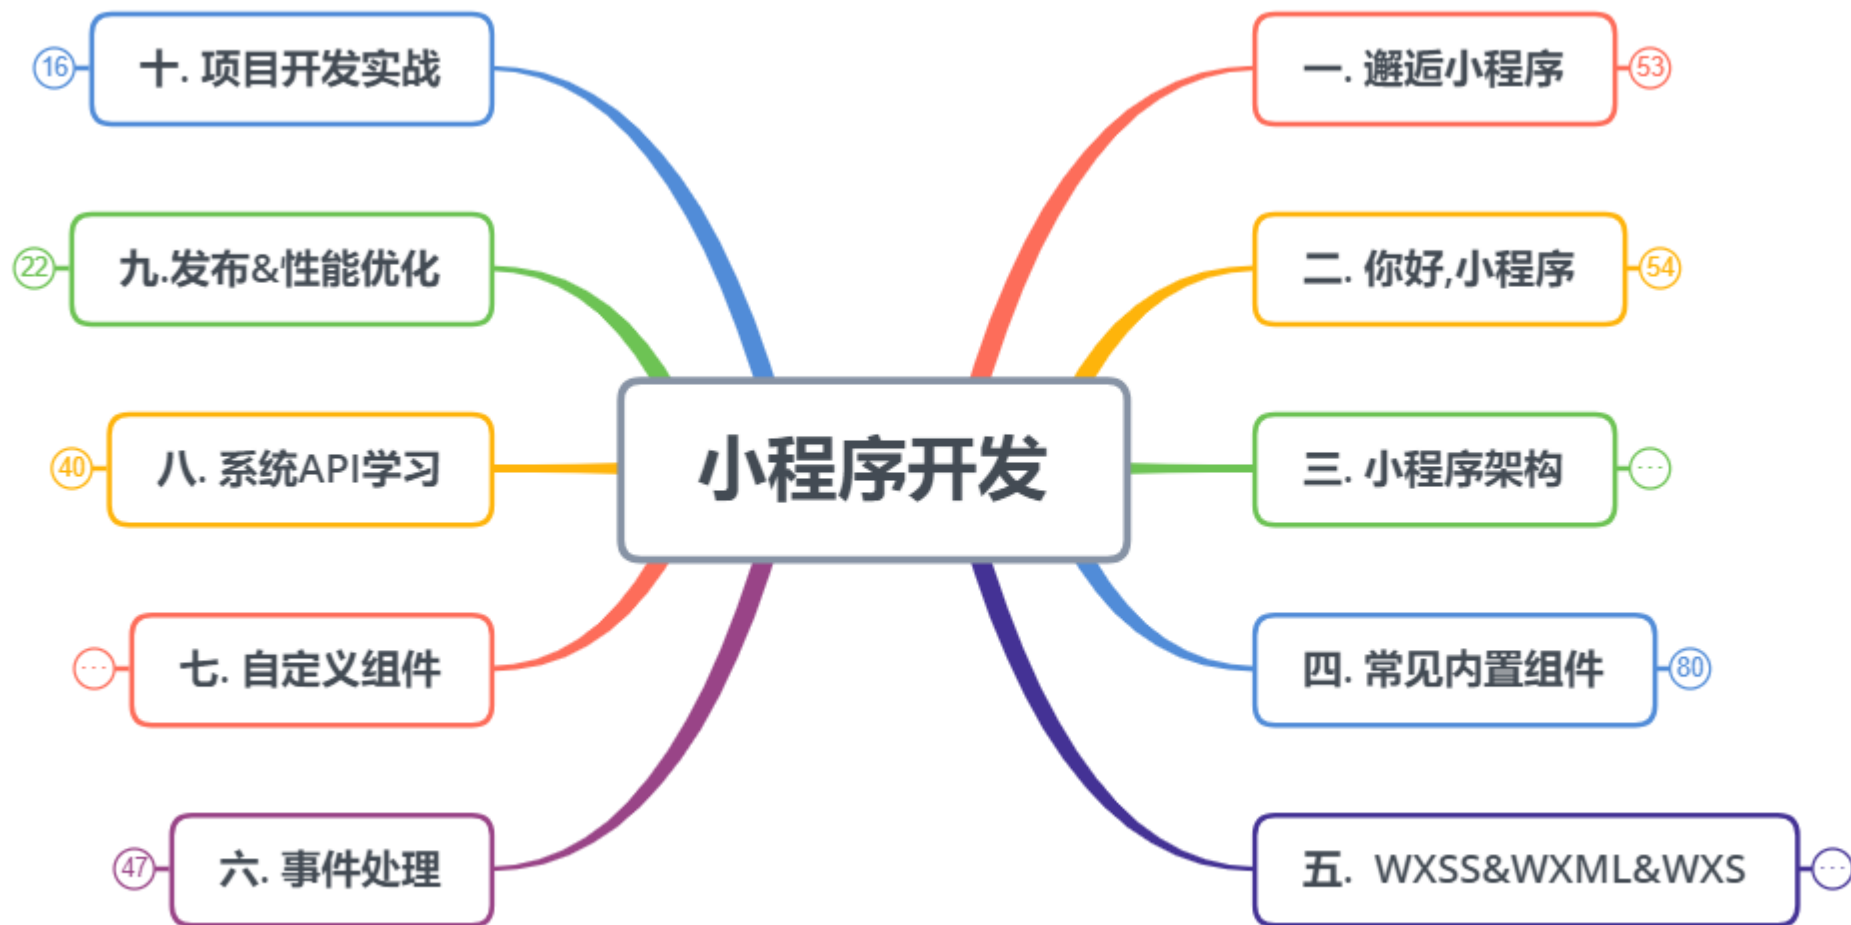 小程序开发
一. 邂逅小程序
53
二. 你好,小程序
54
三. 小程序架构
...
四. 常见内置组件
80
五. WXSS&WXML&WXS
...
六. 事件处理
47
七. 自定义组件
...
八. 系统API学习
40
九.发布&性能优化
22
十. 项目开发实战
16